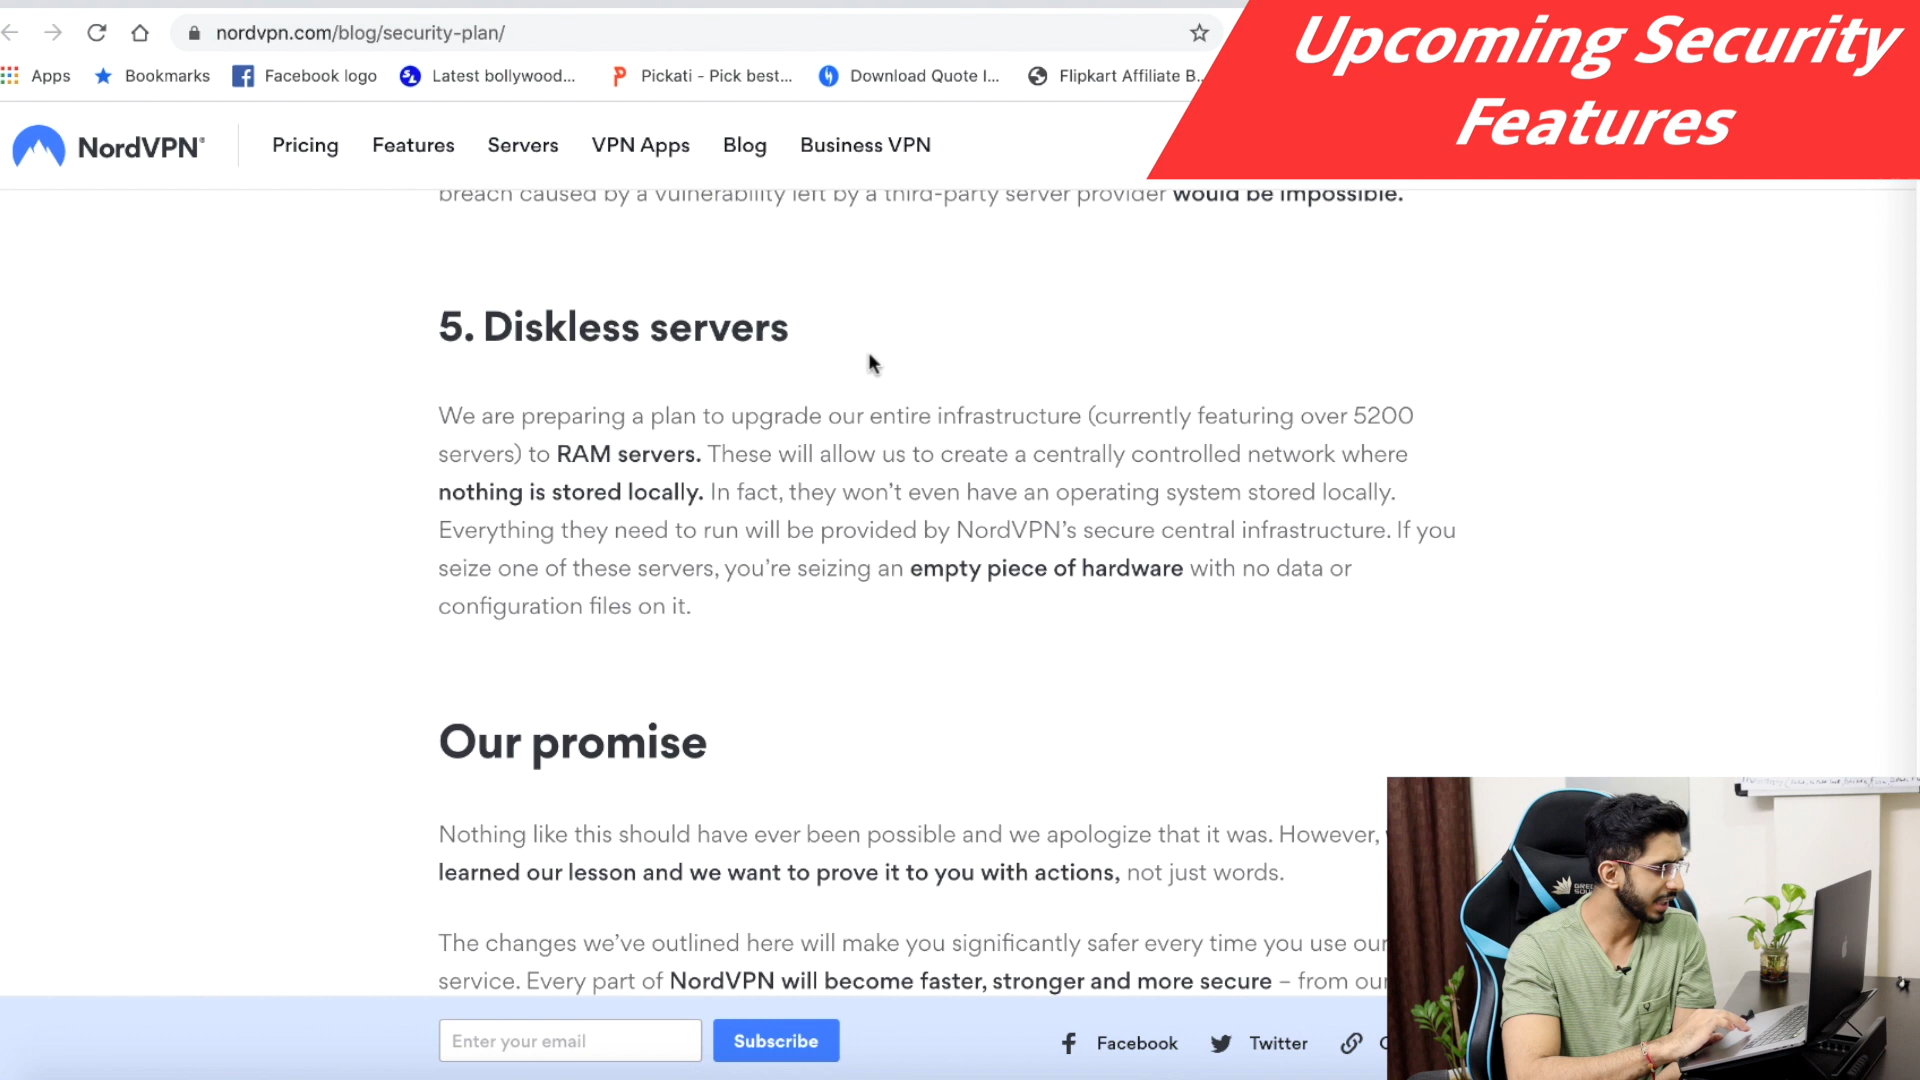 nordvpn.com/blog/security-plan/
Upcoming Security
Features
Apps
Bookmarks
Facebook logo
Latest bollywood...
Pickati - Pick best...
Download Quote I...
Flipkart Affiliate B...
NordVPN®
Pricing
Features
Servers
VPN Apps
Blog
Business VPN
breach caused by a vulnerability left by a third-party server provider would be impossible.
5. Diskless servers
We are preparing a plan to upgrade our entire infrastructure (currently featuring over 5200
servers) to RAM servers. These will allow us to create a centrally controlled network where
nothing is stored locally. In fact, they won’t even have an operating system stored locally.
Everything they need to run will be provided by NordVPN’s secure central infrastructure. If you
seize one of these servers, you’re seizing an empty piece of hardware with no data or
configuration files on it.
Our promise
Nothing like this should have ever been possible and we apologize that it was. However,
learned our lesson and we want to prove it to you with actions, not just words.
The changes we’ve outlined here will make you significantly safer every time you use our
service. Every part of NordVPN will become faster, stronger and more secure – from our
Enter your email
Subscribe
Facebook
Twitter